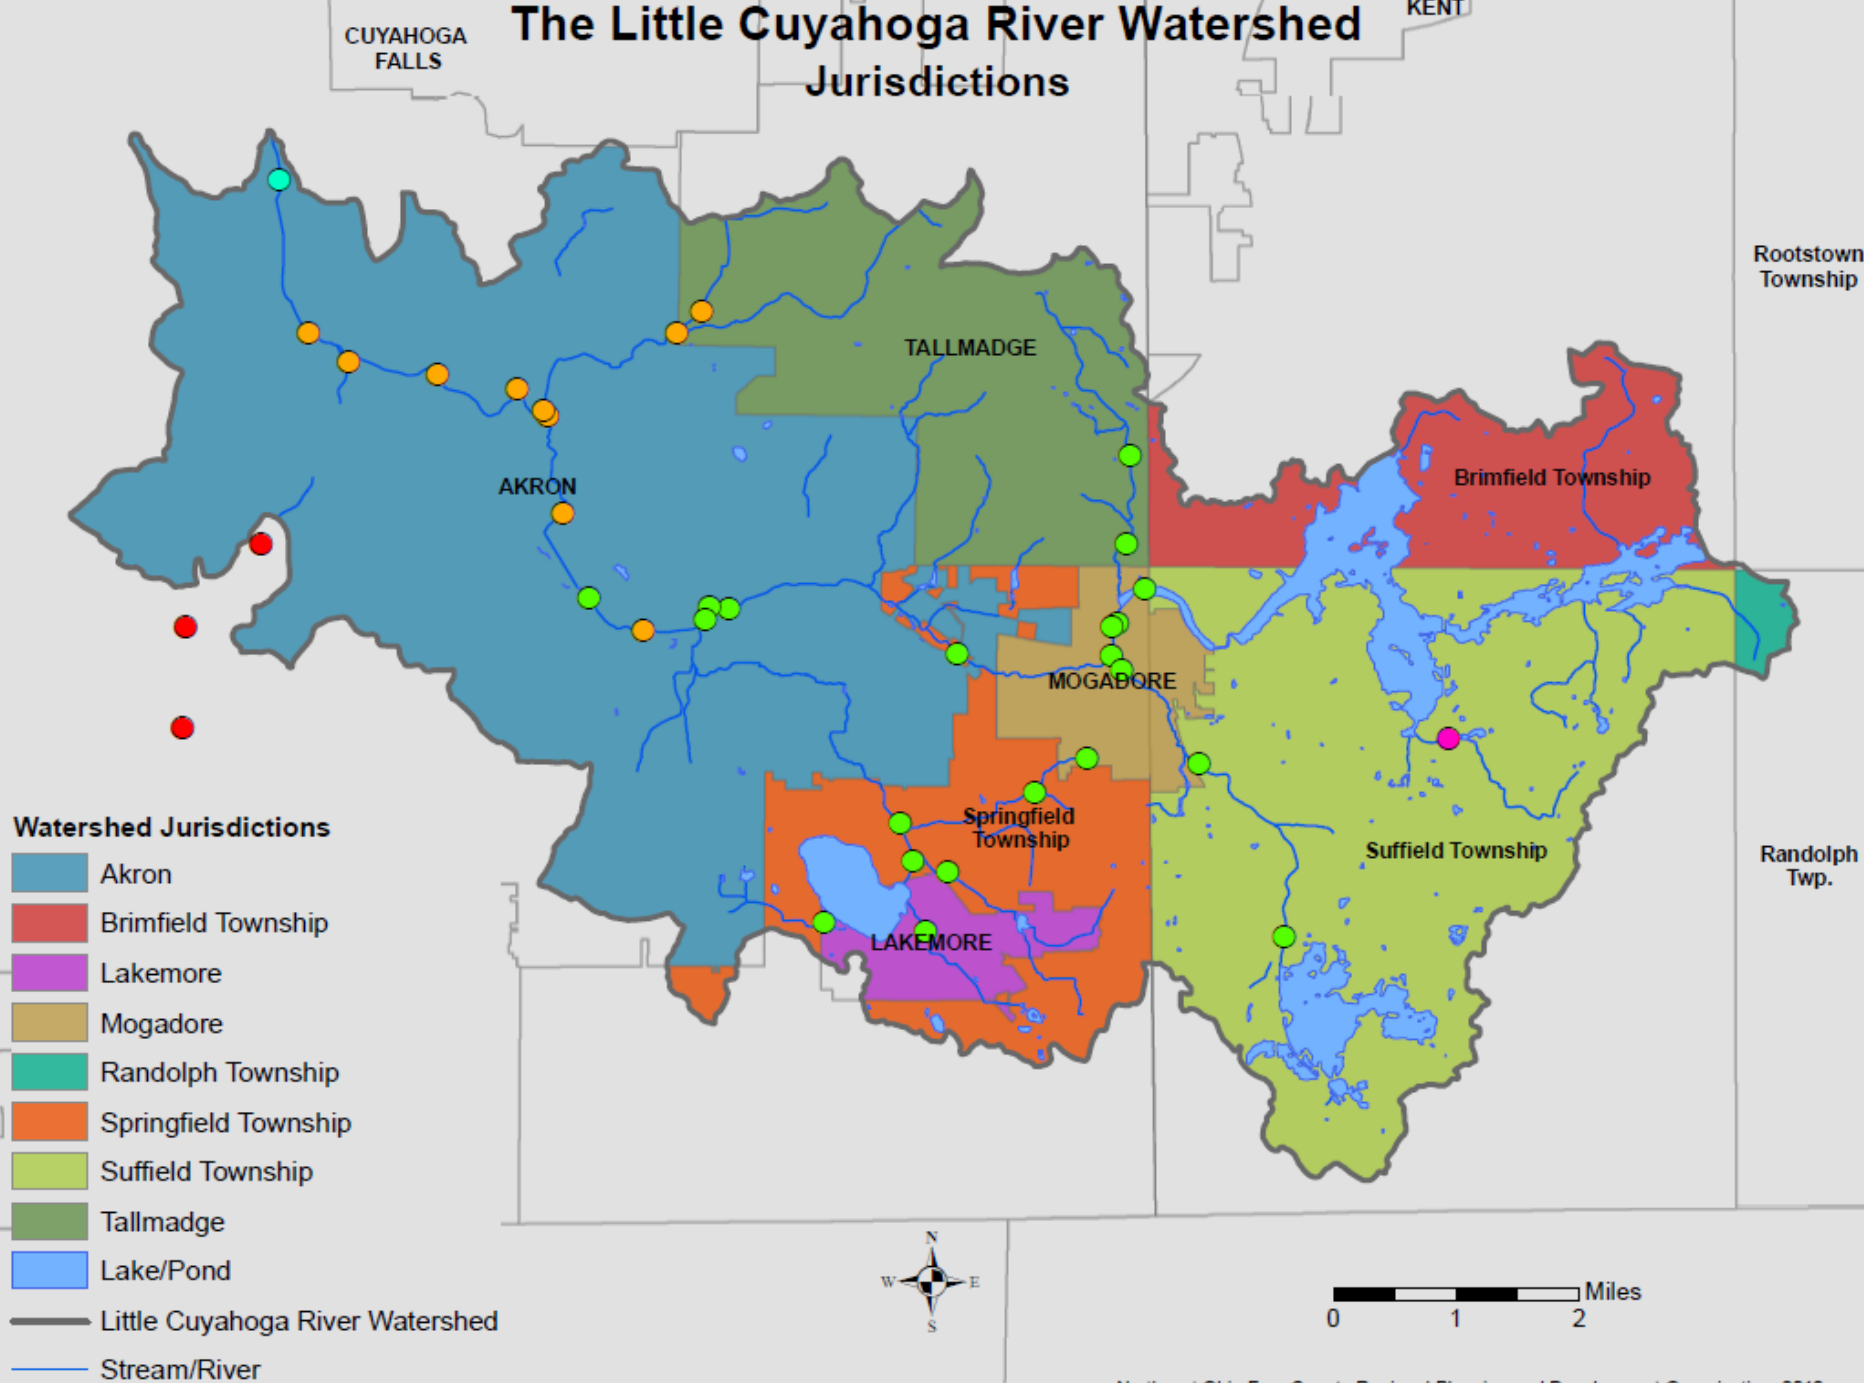 The Little Cuyahoga River Watershed
Jurisdictions
CUYAHOGA
FALLS
KENT
Rootstown
Township
TALLMADGE
Brimfield Township
AKRON
MOGADORE
Springfield
Township
Suffield Township
Randolph
Twp.
LAKEMORE
Watershed Jurisdictions
Akron
Brimfield Township
Lakemore
Mogadore
Randolph Township
Springfield Township
Suffield Township
Tallmadge
Lake/Pond
Little Cuyahoga River Watershed
Stream/River
N
W
E
S
Miles
0 1 2